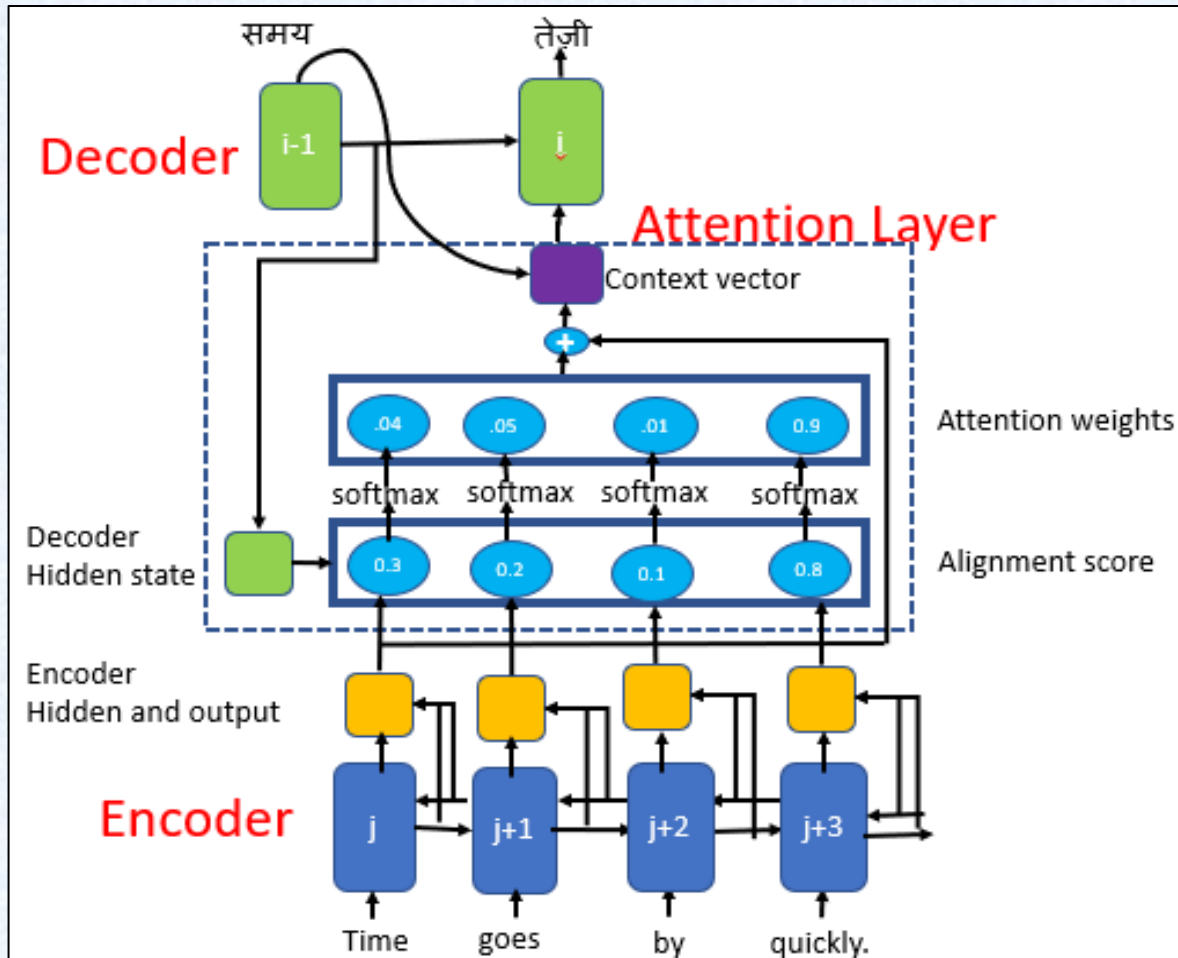 समय
तेज़ी
i-1
i
Decoder
Attention Layer
Context vector
+
.04
.05
.01
0.9
Attention weights
softmax
softmax
softmax
softmax
Decoder
Hidden state
0.3
0.2
0.1
0.8
Alignment score
Encoder
Hidden and output
Encoder
j
j+1
j+2
j+3
Time
goes
by
quickly.